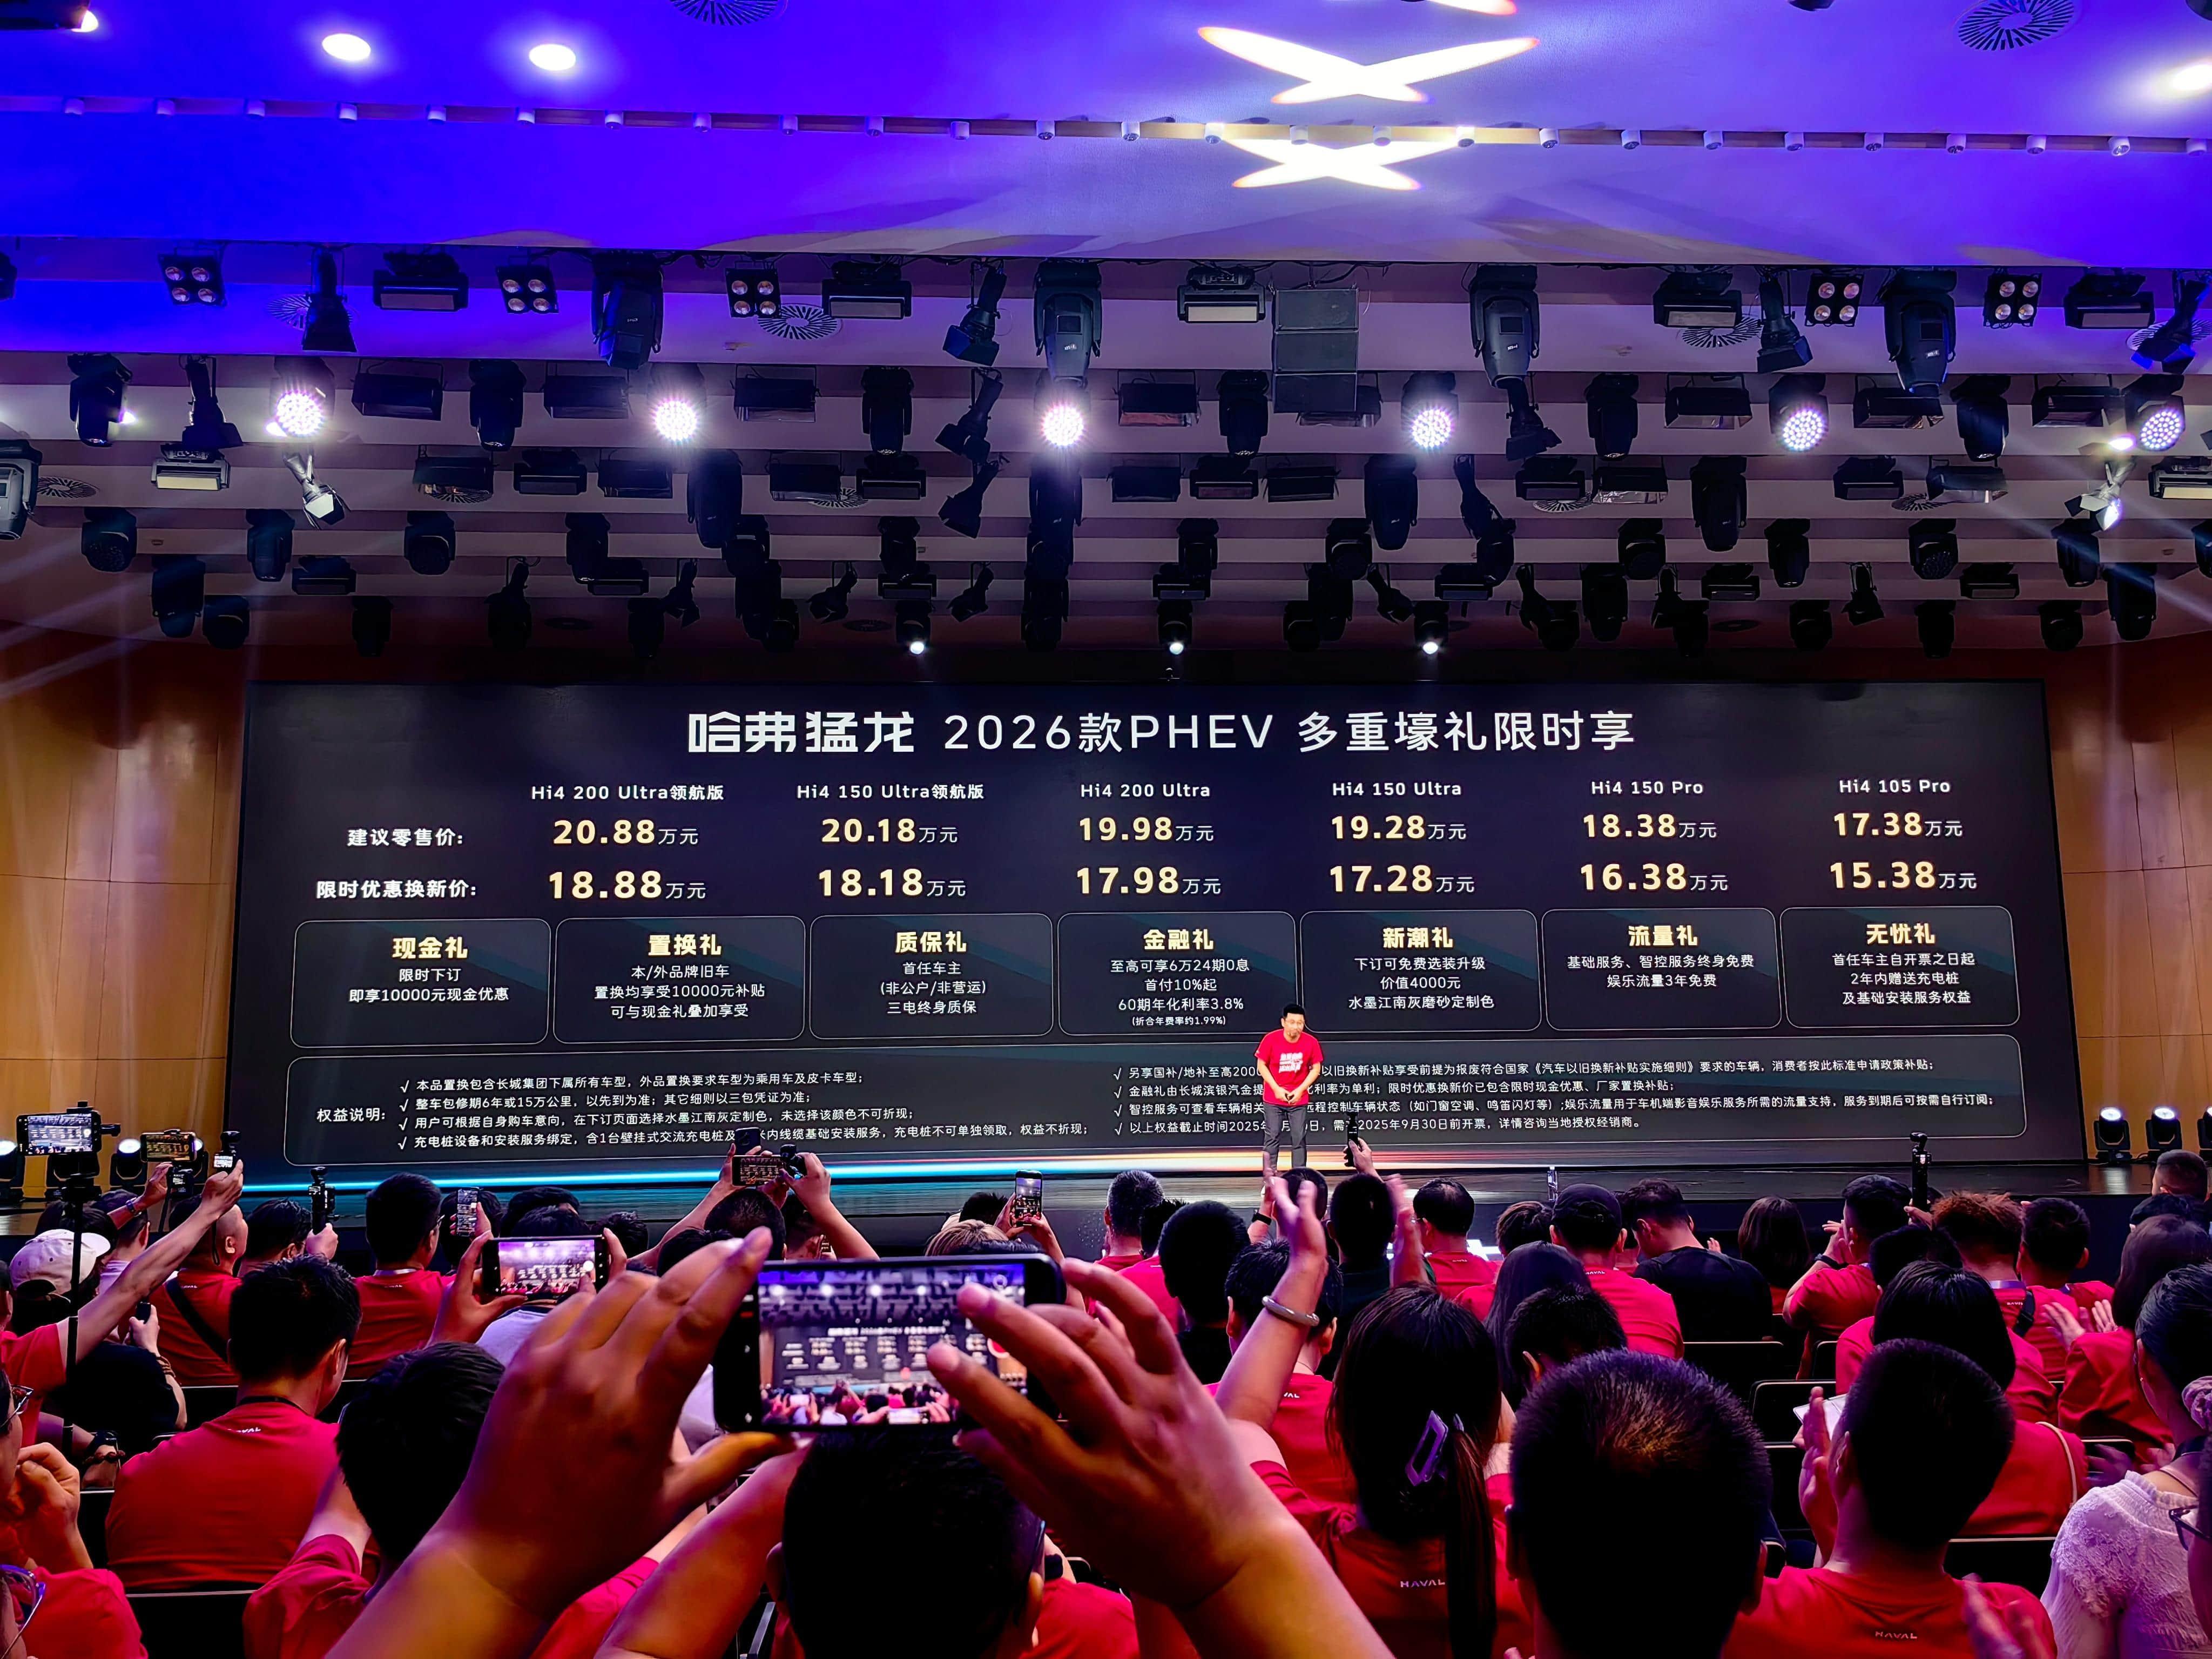 哈弗猛龙 2026款PHEV 多重壕礼限时享
Hi4 200 Ultra领航版 Hi4 150 Ultra领航版 Hi4 200 Ultra Hi4 150 Ultra Hi4 150 Pro Hi4 105 Pro
建议零售价: 20.88万元 20.18万元 19.98万元 19.28万元 18.38万元 17.38万元
限时优惠换新价: 18.88万元 18.18万元 17.98万元 17.28万元 16.38万元 15.38万元
现金礼
限时下订
即享10000元现金优惠
置换礼
本/外品牌旧车
置换均享受10000元补贴
可与现金礼叠加享受
质保礼
首任车主
(非公户/非营运)
三电终身质保
金融礼
至高可享6万24期0息
首付10%起
60期年化利率3.8%
(折合年费率约1.99%)
新潮礼
下订可免费选装升级
价值4000元
水墨江南灰磨砂定制色
流量礼
基础服务、智控服务终身免费
娱乐流量3年免费
无忧礼
首任车主自开票之日起
2年内赠送充电桩
及基础安装服务权益
权益说明:
√ 本品置换包含长城集团下属所有车型，外品置换要求车型为乘用车及皮卡车型；
√ 整车包修期6年或15万公里，以先到为准；其它细则以三包凭证为准；
√ 用户可根据自身购车意向，在下订页面选择水墨江南灰定制色，未选择该颜色不可折现；
√ 充电桩设备和安装服务绑定，含1台壁挂式交流充电桩及 米内线缆基础安装服务，充电桩不可单独领取，权益不折现；
√ 另享国补/地补至高200 以旧换新补贴享受前提为报废符合国家《汽车以旧换新补贴实施细则》要求的车辆，消费者按此标准申请政策补贴；
√ 金融礼由长城滨银汽金提 化利率为单利；限时优惠换新价已包含限时现金优惠、厂家置换补贴；
√ 智控服务可查看车辆相关 远程控制车辆状态（如门窗空调、鸣笛闪灯等）;娱乐流量用于车机端影音娱乐服务所需的流量支持，服务到期后可按需自行订阅；
√ 以上权益截止时间2025 日，需 2025年9月30日前开票，详情咨询当地授权经销商。
HAVAL
HAVAL